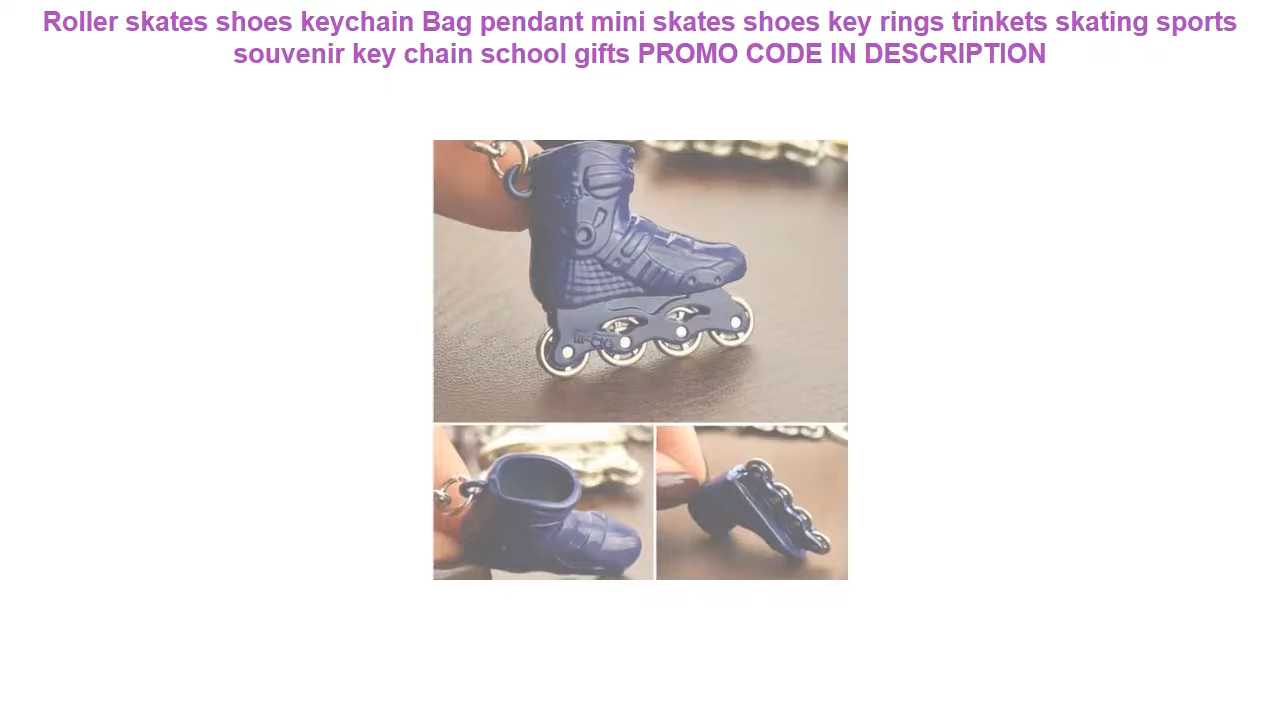 Roller skates shoes keychain Bag pendant mini skates shoes key rings trinkets skating sports
souvenir key chain school gifts PROMO CODE IN DESCRIPTION